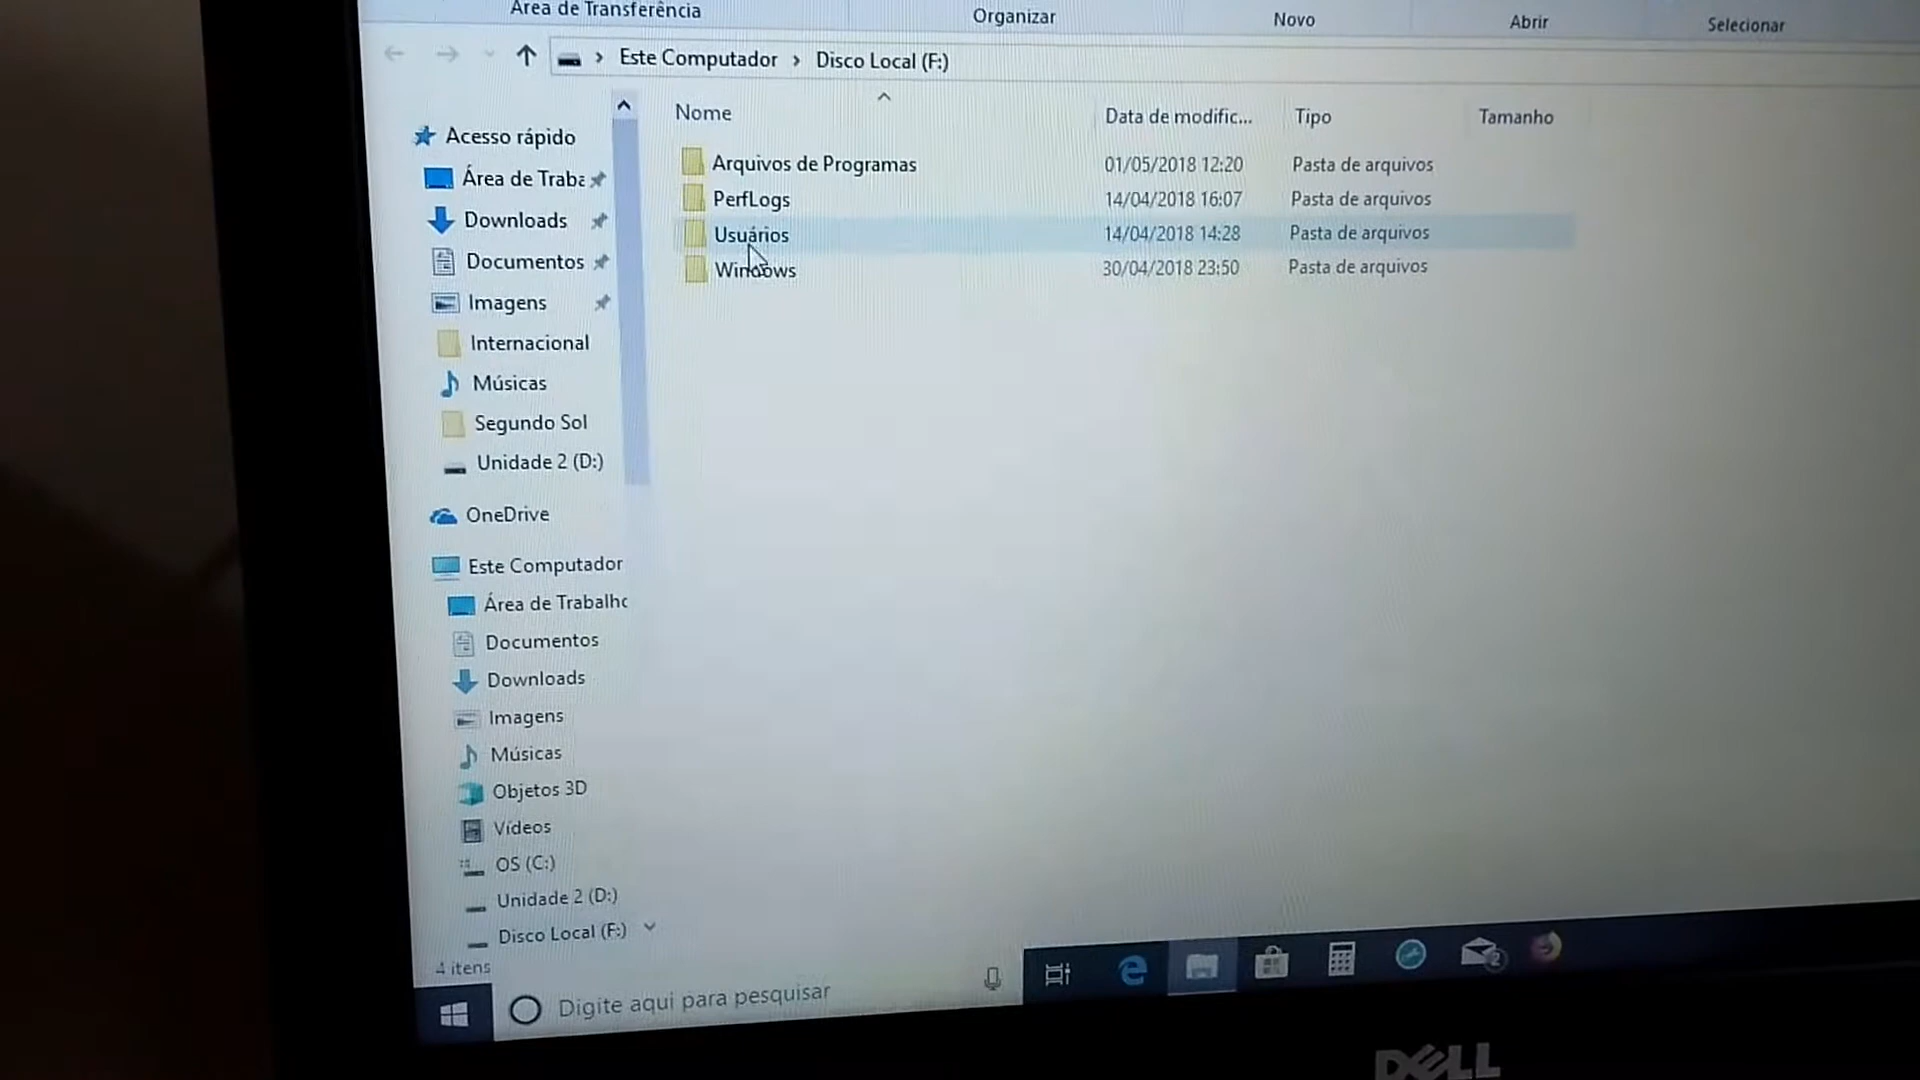 Área de Transferência
Organizar
Novo
Abrir
Selecionar
Este Computador > Disco Local (F:)
Nome
Data de modific...
Tipo
Tamanho
Arquivos de Programas 01/05/2018 12:20 Pasta de arquivos
PerfLogs 14/04/2018 16:07 Pasta de arquivos
Usuários 14/04/2018 14:28 Pasta de arquivos
Windows 30/04/2018 23:50 Pasta de arquivos
Acesso rápido
Área de Traba
Downloads
Documentos
Imagens
Internacional
Músicas
Segundo Sol
Unidade 2 (D:)
OneDrive
Este Computador
Área de Trabalho
Documentos
Downloads
Imagens
Músicas
Objetos 3D
Vídeos
OS (C:)
Unidade 2 (D:)
Disco Local (F:)
4 itens
Digite aqui para pesquisar
2
DELL